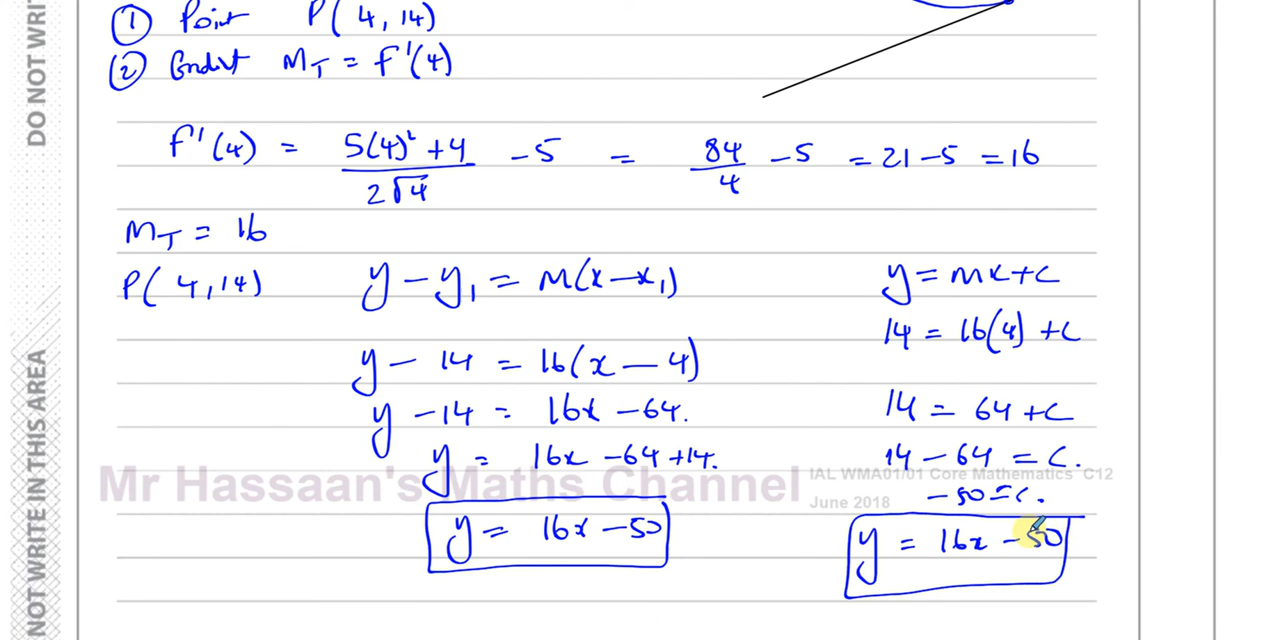 ① Point P(4,14)
② Gradient M_T = f'(4)
f'(4) = (5(4)² + 4)/(2√4) - 5 = 84/4 - 5 = 21 - 5 = 16
M_T = 16
P(4,14)
y - y₁ = m(x - x₁)
y - 14 = 16(x - 4)
y - 14 = 16x - 64.
y = 16x - 64 + 14.
y = 16x - 50
y = mx + c
14 = 16(4) + c
14 = 64 + c
14 - 64 = c.
-50 = c.
y = 16x - 50
Mr Hassaan's Maths Channel
IAL WMA01/01 Core Mathematics C12
June 2018
DO NOT WRI
NOT WRITE IN THIS AREA